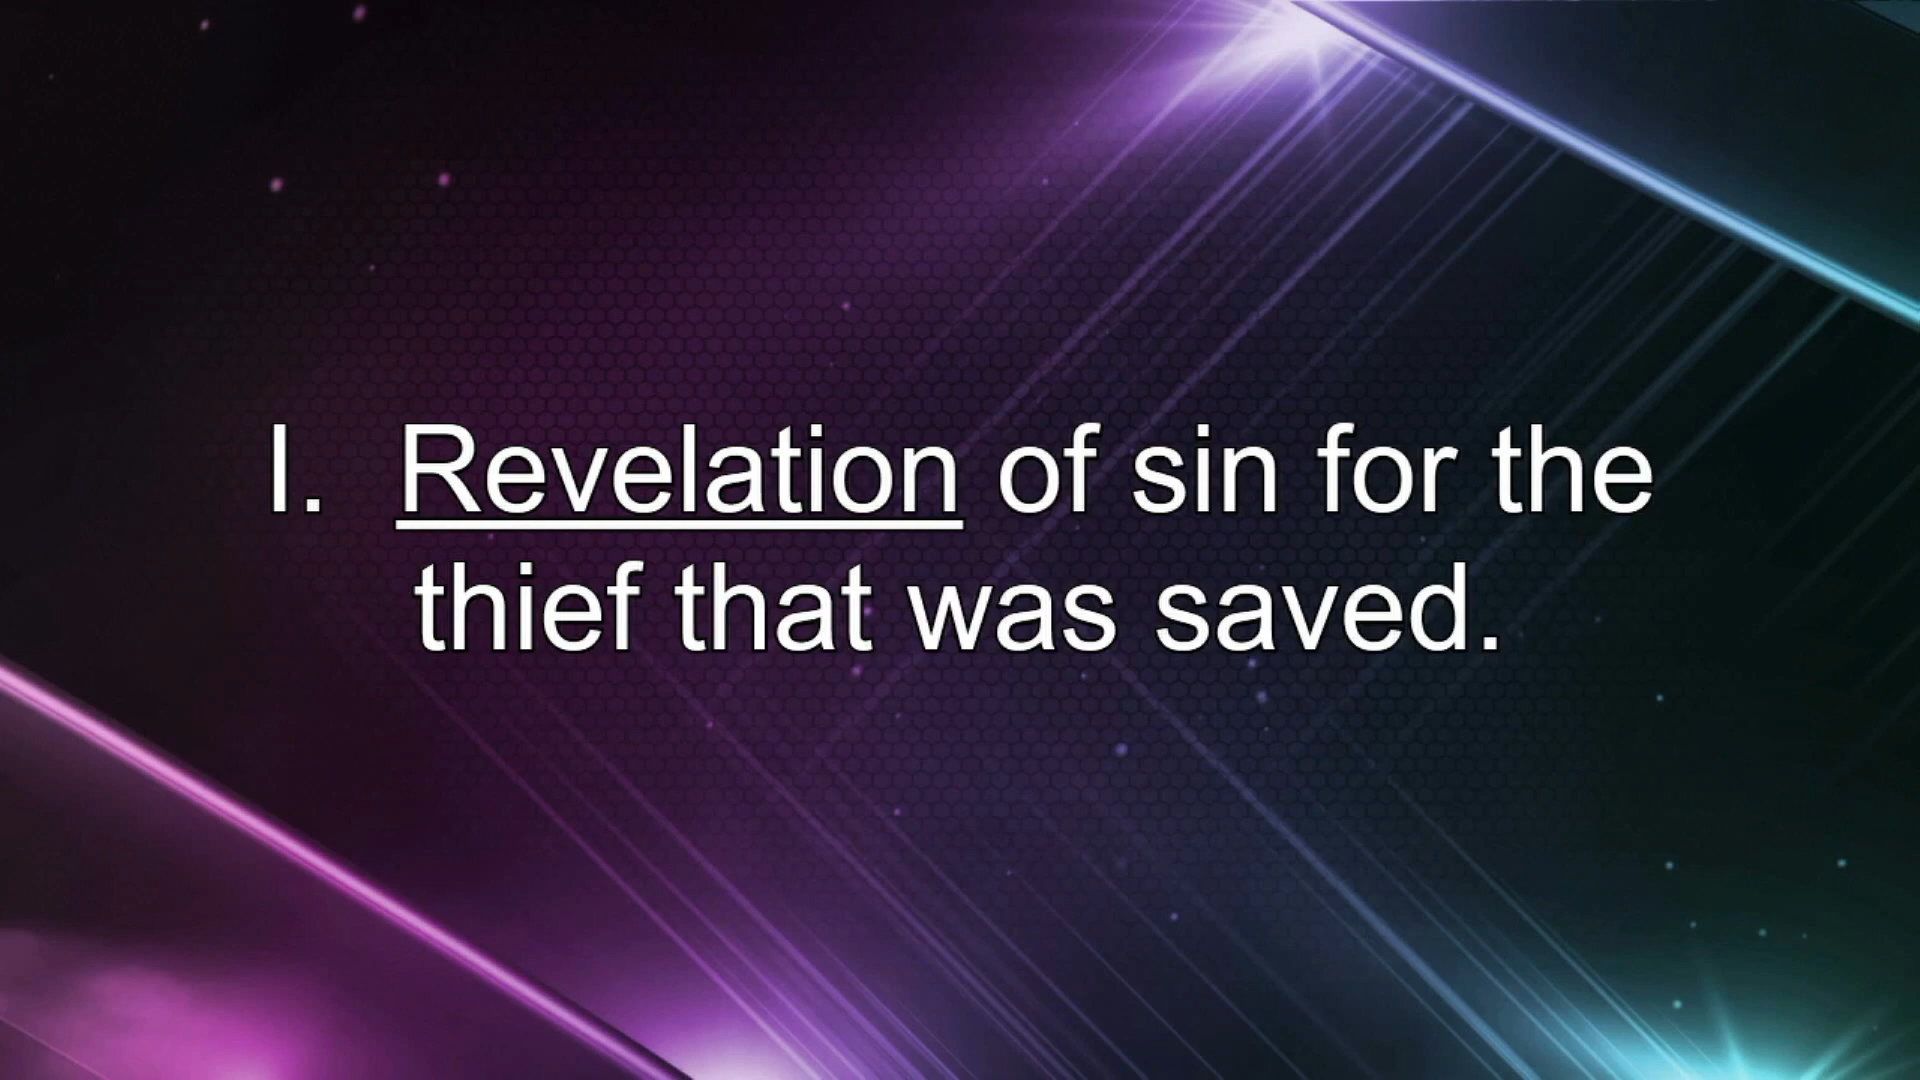 I. Revelation of sin for the
thief that was saved.